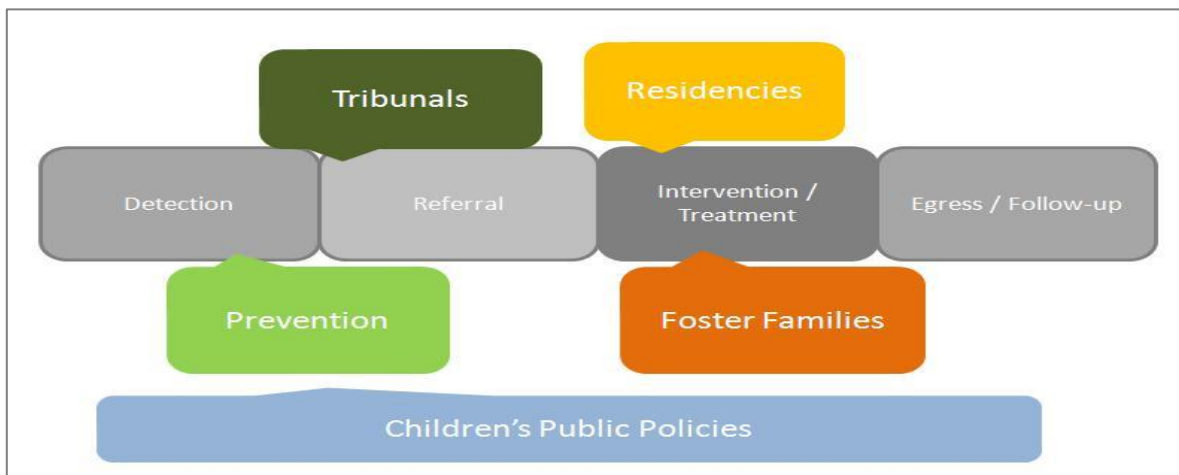 Tribunals
Residencies
Detection
Referral
Intervention /
Treatment
Egress / Follow-up
Prevention
Foster Families
Children’s Public Policies